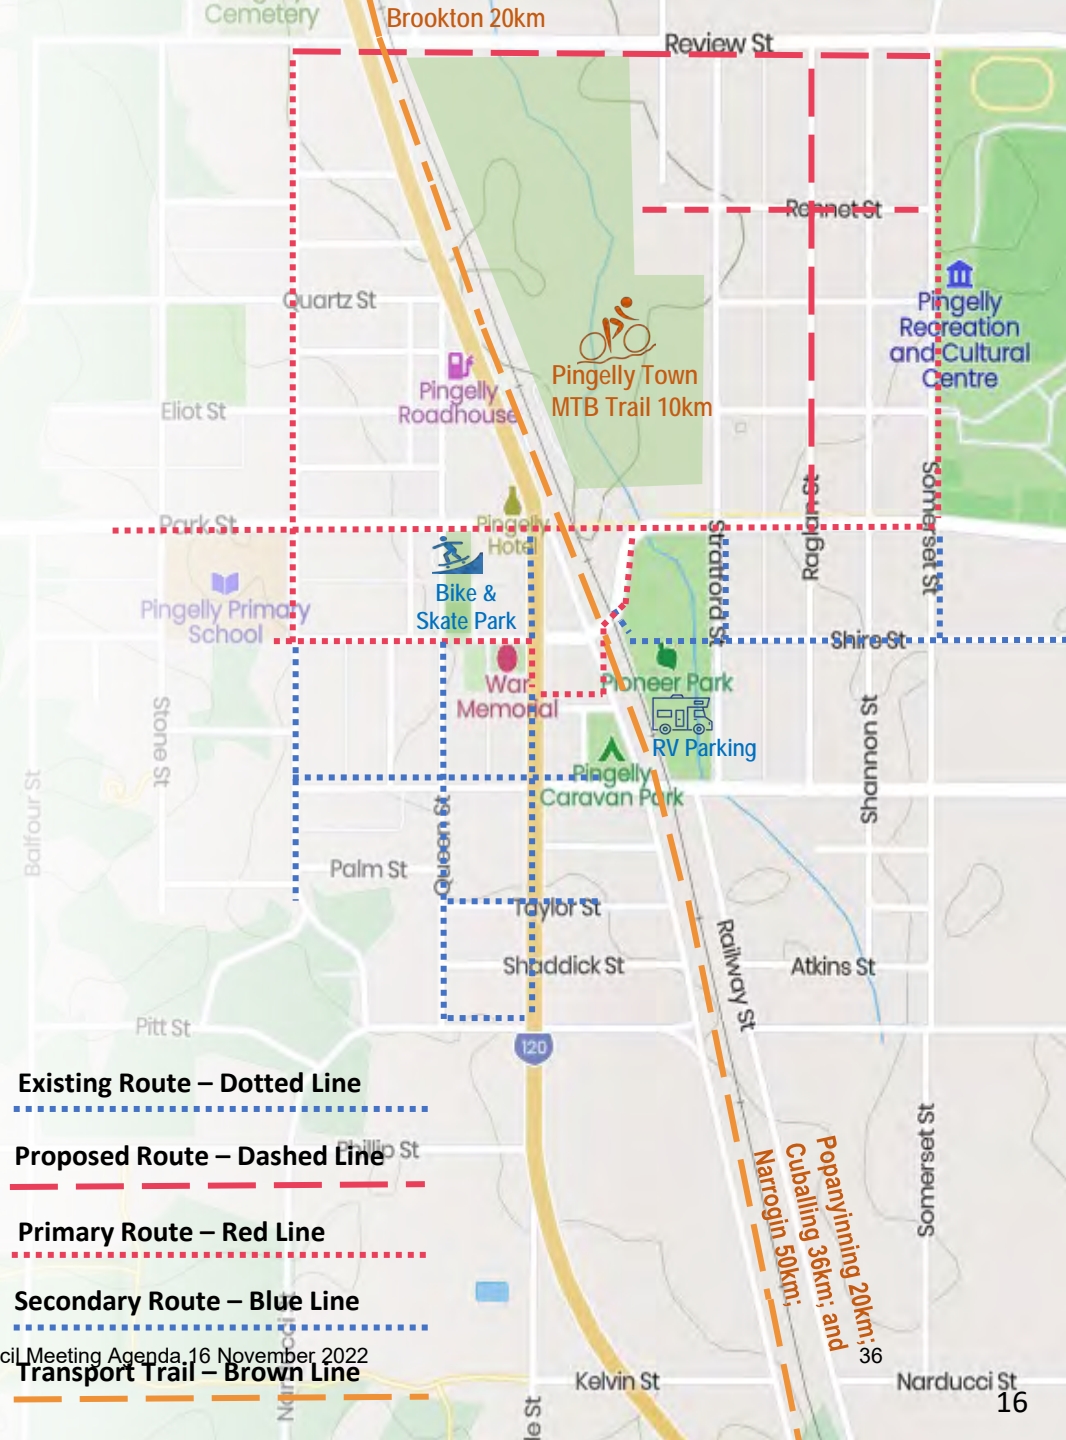 Cemetery
Brookton 20km
Review St
Rennet St
Quartz St
Pingelly
Recreation
and Cultural
Centre
Pingelly
Roadhouse
Pingelly Town
MTB Trail 10km
Eliot St
Somerset St
Raglan St
Stratford St
Park St
Pingelly
Hotel
Bike &
Skate Park
Pingelly Primary
School
Shire St
War
Memorial
Pioneer Park
RV Parking
Stone St
Shannon St
Balfour St
Pingelly
Caravan Park
Queen St
Palm St
Taylor St
Shaddick St
Railway St
Atkins St
Pitt St
120
Existing Route – Dotted Line
Proposed Route – Dashed Line
Phillip St
Somerset St
Popanyinning 20km;
Cuballing 36km; and
Narrogin 50km;
Primary Route – Red Line
Secondary Route – Blue Line
cil Meeting Agenda 16 November 2022
36
Transport Trail – Brown Line
Narducci St
Kelvin St
Narducci St
16
le St